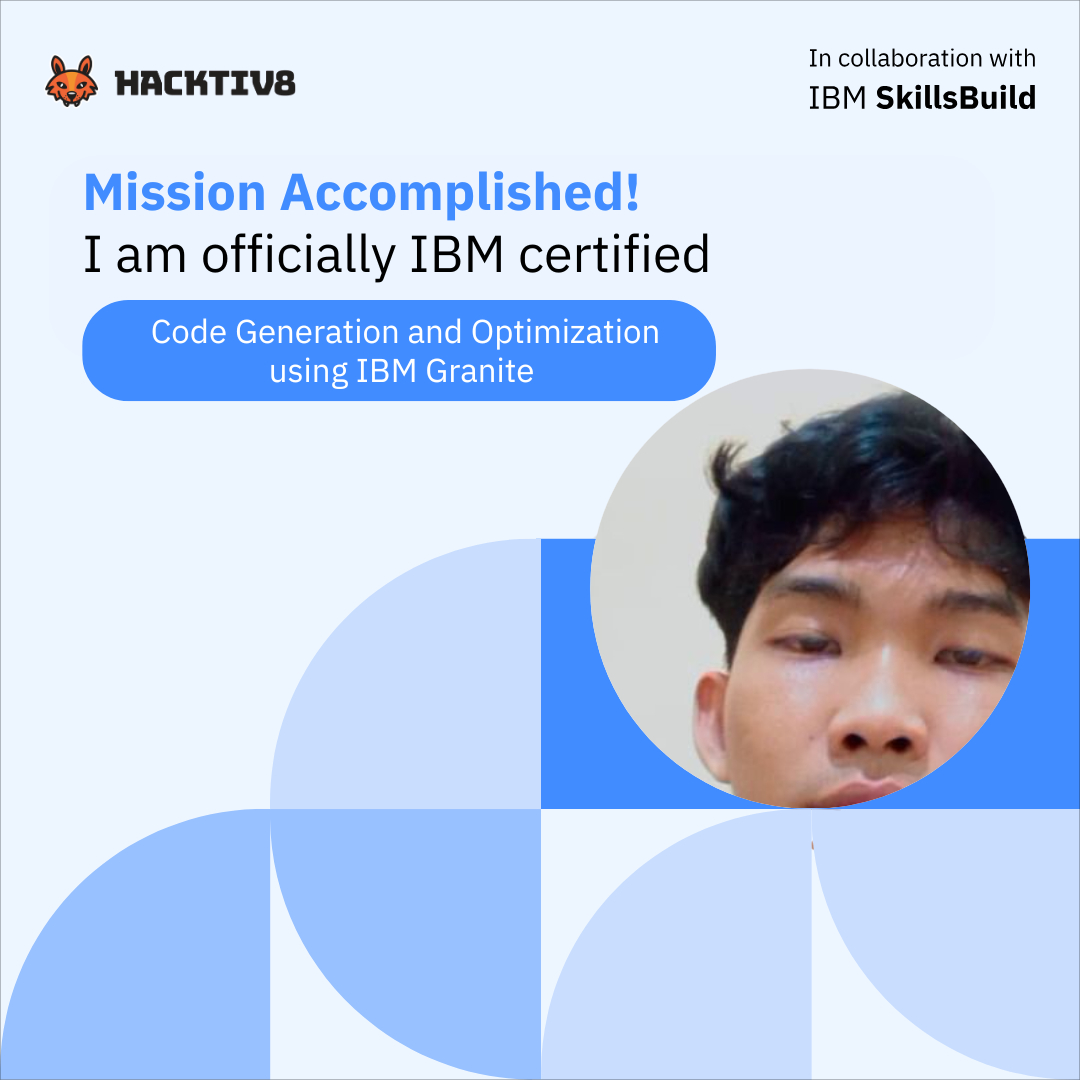 HACKTIV8
In collaboration with
IBM SkillsBuild
Mission Accomplished!
I am officially IBM certified
Code Generation and Optimization
using IBM Granite